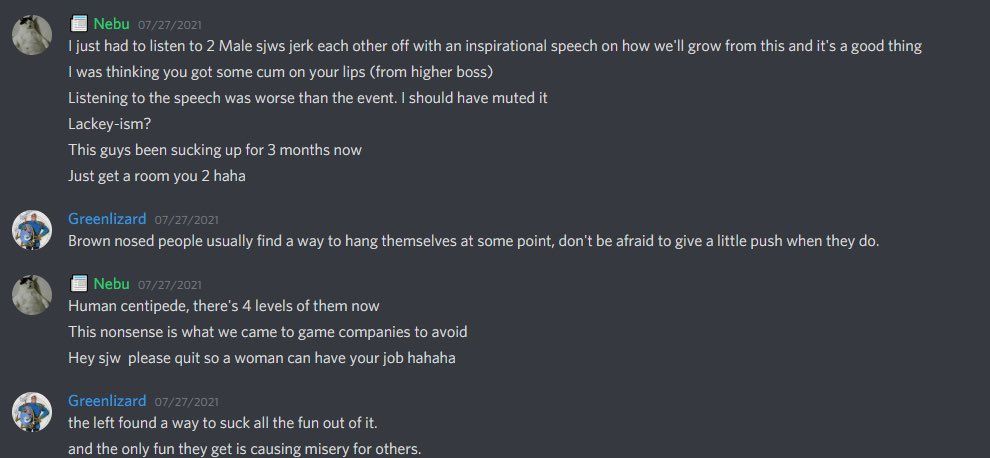 Nebu 07/27/2021
I just had to listen to 2 Male sjws jerk each other off with an inspirational speech on how we'll grow from this and it's a good thing
I was thinking you got some cum on your lips (from higher boss)
Listening to the speech was worse than the event. I should have muted it
Lackey-ism?
This guys been sucking up for 3 months now
Just get a room you 2 haha
Greenlizard 07/27/2021
Brown nosed people usually find a way to hang themselves at some point, don't be afraid to give a little push when they do.
Nebu 07/27/2021
Human centipede, there's 4 levels of them now
This nonsense is what we came to game companies to avoid
Hey sjw  please quit so a woman can have your job hahaha
Greenlizard 07/27/2021
the left found a way to suck all the fun out of it.
and the only fun they get is causing misery for others.